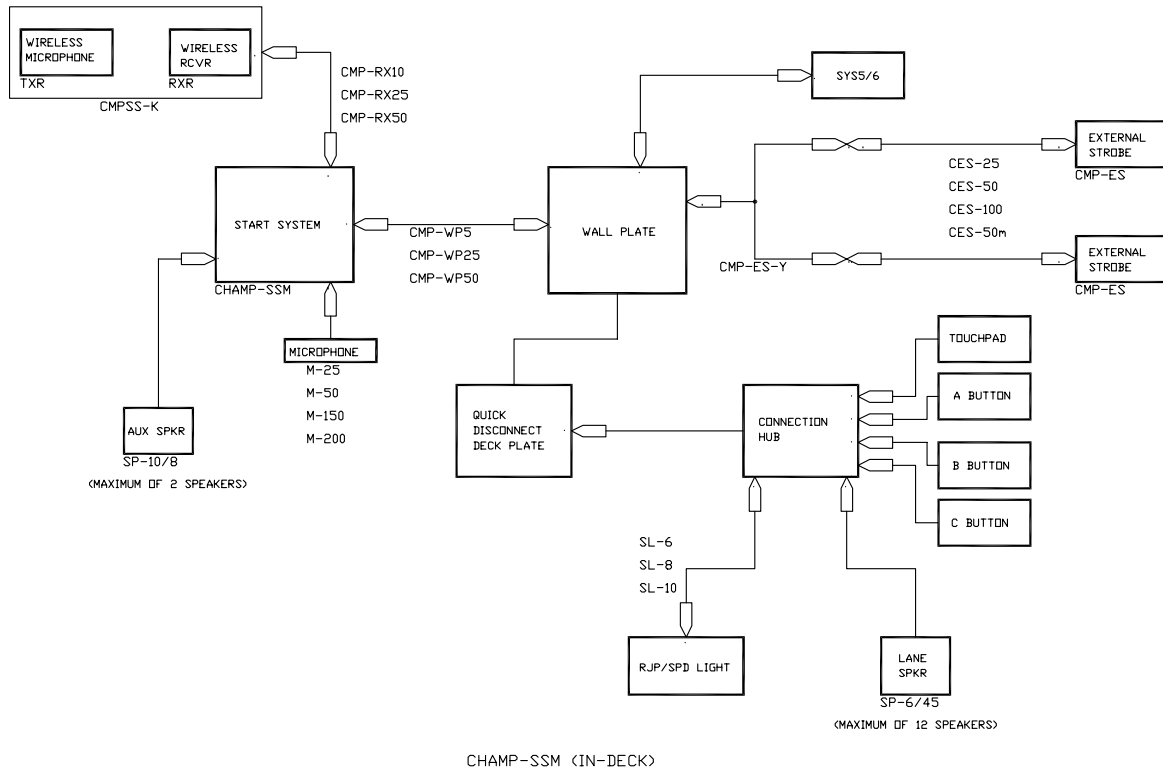 WIRELESS
MICROPHONE
TXR
WIRELESS
RCVR
RXR
CMPSS-K
CMP-RX10
CMP-RX25
CMP-RX50
SYS5/6
EXTERNAL
STROBE
CMP-ES
CES-25
CES-50
CES-100
CES-50m
START SYSTEM
CHAMP-SSM
CMP-WP5
CMP-WP25
CMP-WP50
WALL PLATE
CMP-ES-Y
EXTERNAL
STROBE
CMP-ES
MICROPHONE
M-25
M-50
M-150
M-200
AUX SPKR
SP-10/8
(MAXIMUM OF 2 SPEAKERS)
QUICK
DISCONNECT
DECK PLATE
CONNECTION
HUB
TOUCHPAD
A BUTTON
B BUTTON
C BUTTON
SL-6
SL-8
SL-10
RJP/SPD LIGHT
LANE
SPKR
SP-6/45
(MAXIMUM OF 12 SPEAKERS)
CHAMP-SSM (IN-DECK)